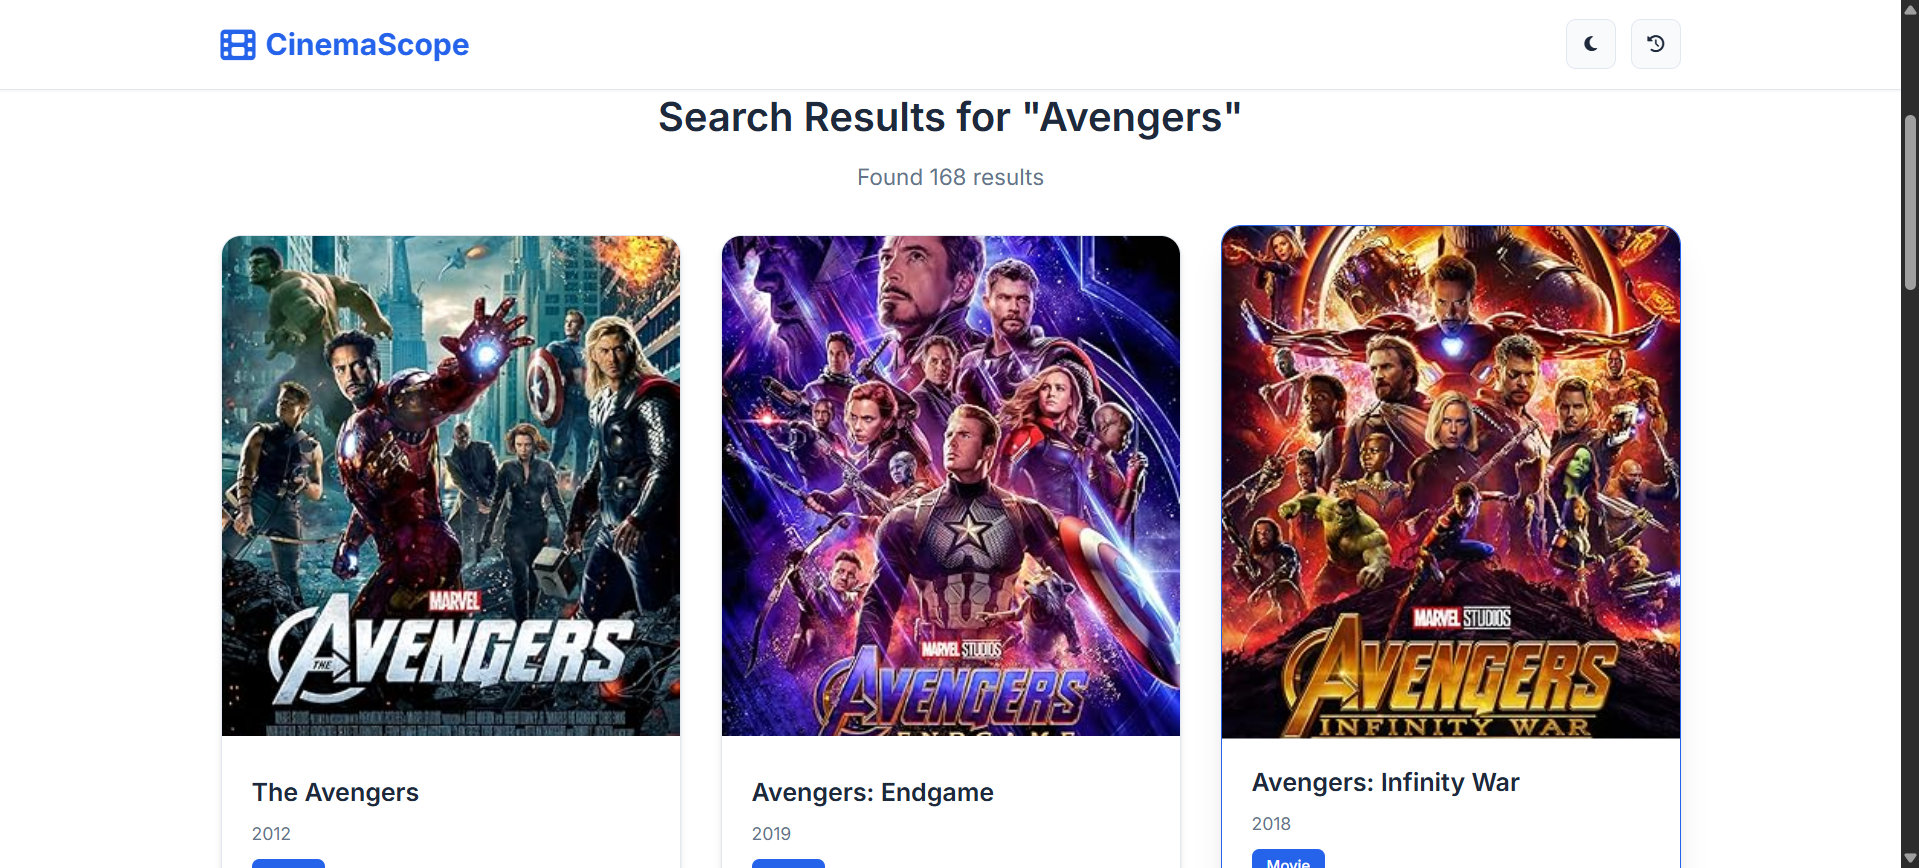 CinemaScope
Search Results for "Avengers"
Found 168 results
MARVEL
THE AVENGERS
MARVEL STUDIOS
AVENGERS
ENDGAME
MARVEL STUDIOS
AVENGERS
INFINITY WAR
The Avengers
2012
Avengers: Endgame
2019
Avengers: Infinity War
2018
Movie